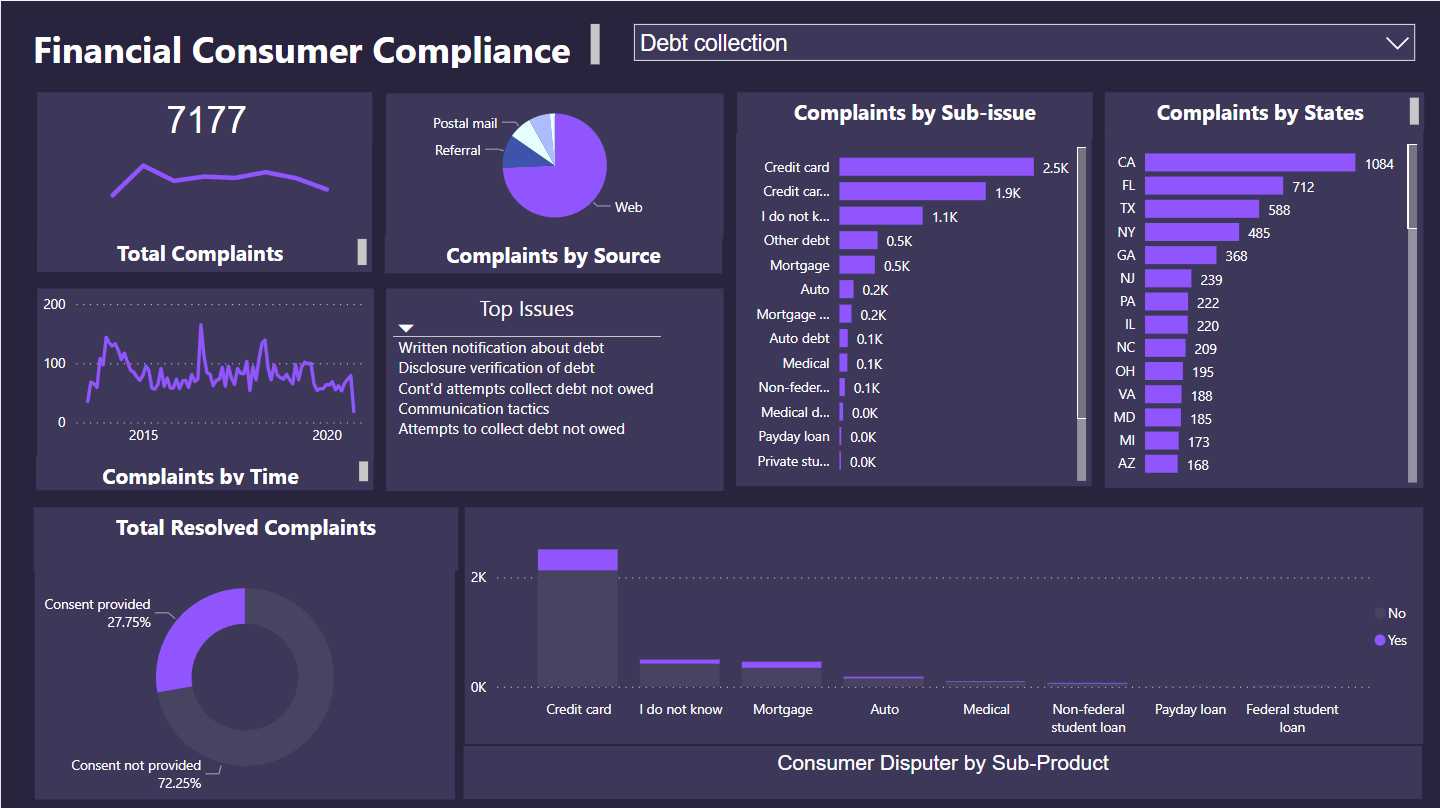 Financial Consumer Compliance
Debt collection
7177
Total Complaints
Postal mail
Referral
Web
Complaints by Source
Complaints by Sub-issue
Credit card 2.5K
Credit car... 1.9K
I do not k... 1.1K
Other debt 0.5K
Mortgage 0.5K
Auto 0.2K
Mortgage ... 0.2K
Auto debt 0.1K
Medical 0.1K
Non-feder... 0.1K
Medical d... 0.0K
Payday loan 0.0K
Private stu... 0.0K
Complaints by States
CA 1084
FL 712
TX 588
NY 485
GA 368
NJ 239
PA 222
IL 220
NC 209
OH 195
VA 188
MD 185
MI 173
AZ 168
200
100
0
2015 2020
Complaints by Time
Top Issues
Written notification about debt
Disclosure verification of debt
Cont'd attempts collect debt not owed
Communication tactics
Attempts to collect debt not owed
Total Resolved Complaints
Consent provided
27.75%
Consent not provided
72.25%
2K
0K
Credit card
I do not know
Mortgage
Auto
Medical
Non-federal
student loan
Payday loan
Federal student
loan
No
Yes
Consumer Disputer by Sub-Product